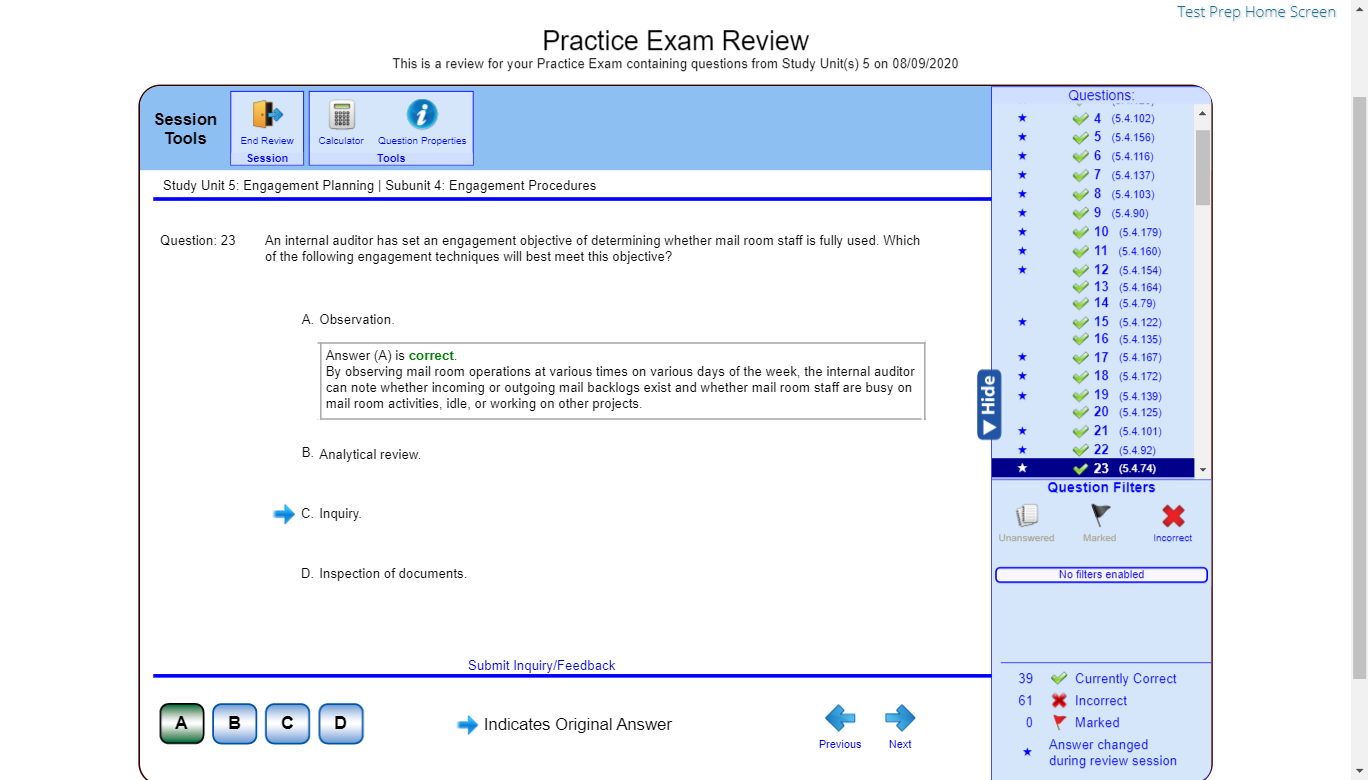 Test Prep Home Screen
Practice Exam Review
This is a review for your Practice Exam containing questions from Study Unit(s) 5 on 08/09/2020
Session Tools
End Review
Session
Calculator
Question Properties
Tools
Study Unit 5: Engagement Planning | Subunit 4: Engagement Procedures
Question: 23
An internal auditor has set an engagement objective of determining whether mail room staff is fully used. Which
of the following engagement techniques will best meet this objective?
A. Observation.
Answer (A) is correct.
By observing mail room operations at various times on various days of the week, the internal auditor
can note whether incoming or outgoing mail backlogs exist and whether mail room staff are busy on
mail room activities, idle, or working on other projects.
B. Analytical review.
C. Inquiry.
D. Inspection of documents.
Submit Inquiry/Feedback
A B C D
Indicates Original Answer
Previous
Next
Hide
Questions:
4 (5.4.102)
5 (5.4.156)
6 (5.4.116)
7 (5.4.137)
8 (5.4.103)
9 (5.4.90)
10 (5.4.179)
11 (5.4.160)
12 (5.4.154)
13 (5.4.164)
14 (5.4.79)
15 (5.4.122)
16 (5.4.135)
17 (5.4.167)
18 (5.4.172)
19 (5.4.139)
20 (5.4.125)
21 (5.4.101)
22 (5.4.92)
23 (5.4.74)
Question Filters
Unanswered
Marked
Incorrect
No filters enabled
39 Currently Correct
61 Incorrect
0 Marked
Answer changed
during review session